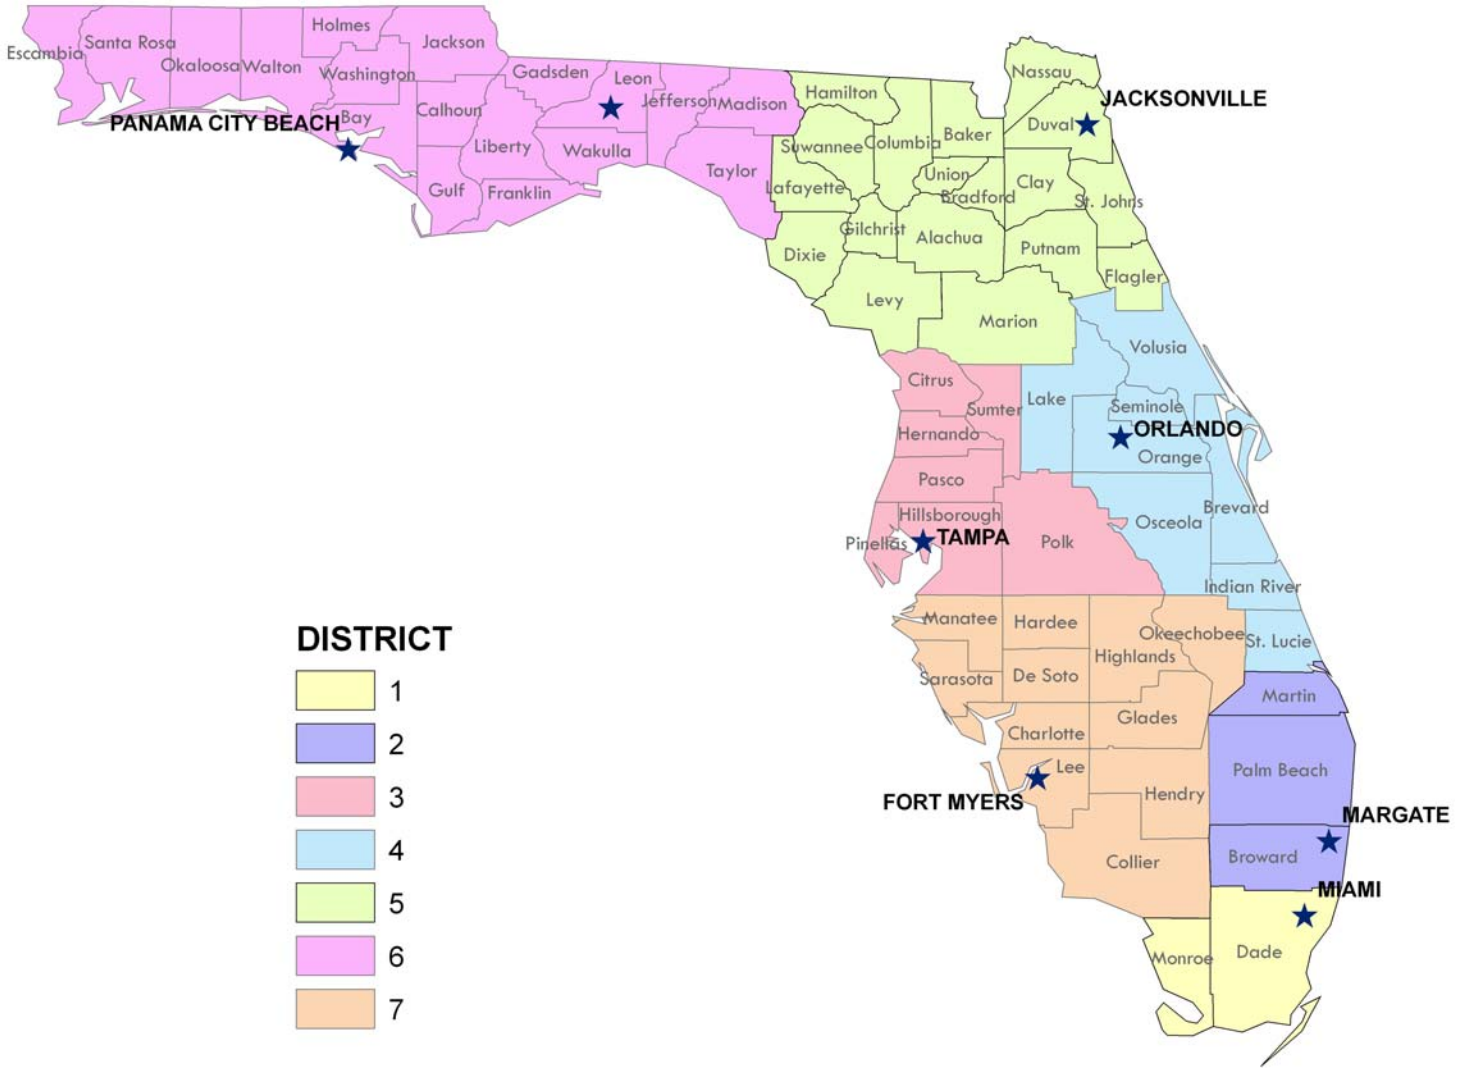 Holmes
Jackson
Escambia
Santa Rosa
Okaloosa
Walton
Washington
Gadsden
Leon
Jefferson
Madison
Hamilton
Nassau
JACKSONVILLE
PANAMA CITY BEACH
Bay
Calhoun
Liberty
Wakulla
Taylor
Gulf
Franklin
Suwannee
Columbia
Baker
Duval
Lafayette
Union
Bradford
Clay
St. Johns
Dixie
Gilchrist
Alachua
Putnam
Flagler
Levy
Marion
Volusia
Citrus
Sumter
Lake
Seminole
ORLANDO
Hernando
Orange
Pasco
Hillsborough
Pinellas
TAMPA
Polk
Osceola
Brevard
Indian River
Manatee
Hardee
Okeechobee
St. Lucie
Highlands
Sarasota
De Soto
Martin
Charlotte
Glades
Lee
FORT MYERS
Hendry
Palm Beach
MARGATE
Collier
Broward
MIAMI
Monroe
Dade
DISTRICT
1
2
3
4
5
6
7